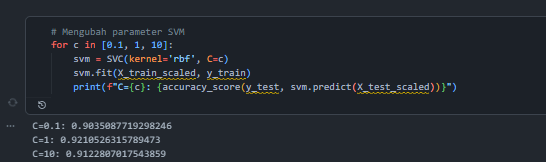 # Mengubah parameter SVM
for c in [0.1, 1, 10]:
    svm = SVC(kernel='rbf', C=c)
    svm.fit(X_train_scaled, y_train)
    print(f"C={c}: {accuracy_score(y_test, svm.predict(X_test_scaled))}")
C=0.1: 0.9035087719298246
C=1: 0.9210526315789473
C=10: 0.9122807017543859